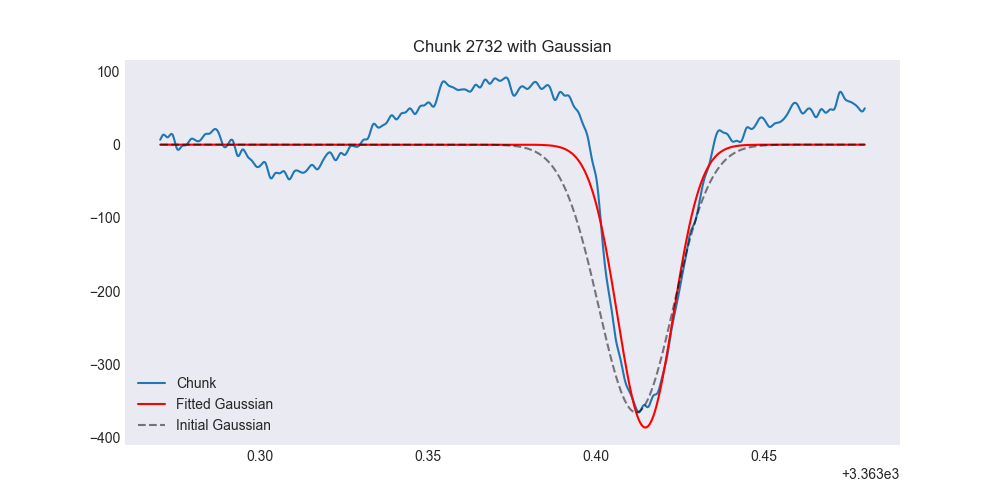 Chunk 2732 with Gaussian
100
0
−100
−200
−300
−400
Chunk
Fitted Gaussian
Initial Gaussian
0.30 0.35 0.40 0.45
+3.363e3